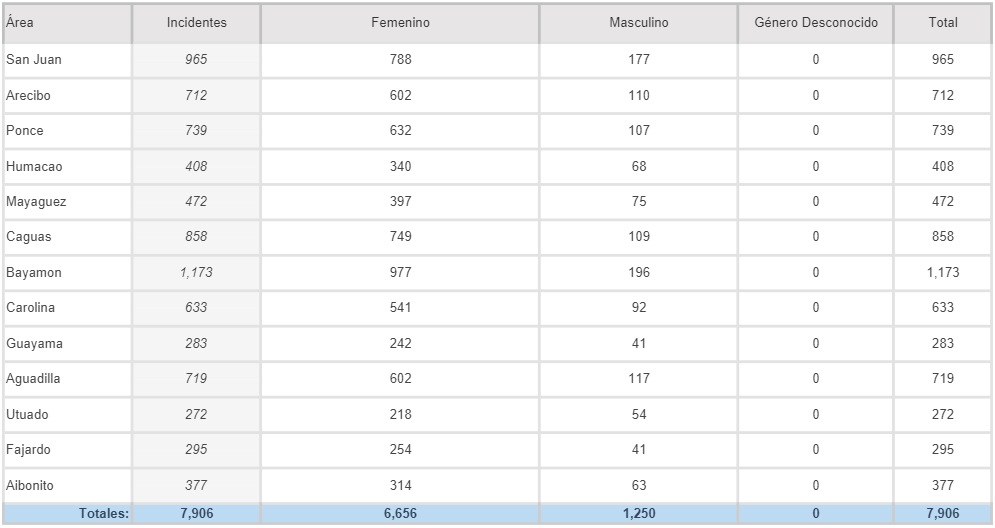 Área Incidentes Femenino Masculino Género Desconocido Total
San Juan 965 788 177 0 965
Arecibo 712 602 110 0 712
Ponce 739 632 107 0 739
Humacao 408 340 68 0 408
Mayaguez 472 397 75 0 472
Caguas 858 749 109 0 858
Bayamon 1,173 977 196 0 1,173
Carolina 633 541 92 0 633
Guayama 283 242 41 0 283
Aguadilla 719 602 117 0 719
Utuado 272 218 54 0 272
Fajardo 295 254 41 0 295
Aibonito 377 314 63 0 377
Totales: 7,906 6,656 1,250 0 7,906